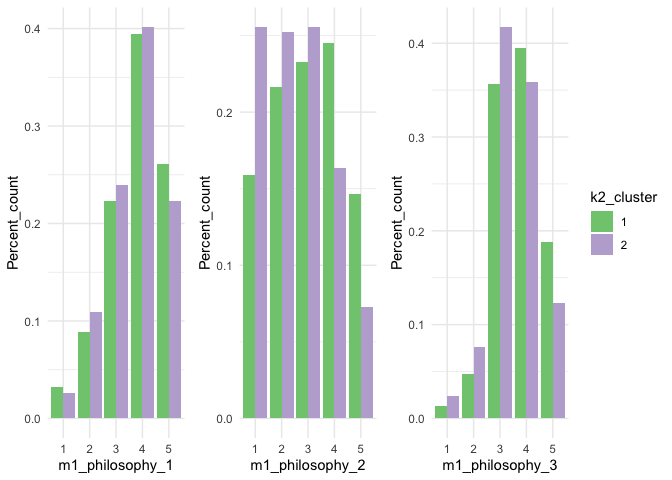 Percent_count
0.4
0.3
0.2
0.1
0.0
1 2 3 4 5
m1_philosophy_1
Percent_count
0.2
0.1
0.0
1 2 3 4 5
m1_philosophy_2
Percent_count
0.4
0.3
0.2
0.1
0.0
1 2 3 4 5
m1_philosophy_3
k2_cluster
1
2